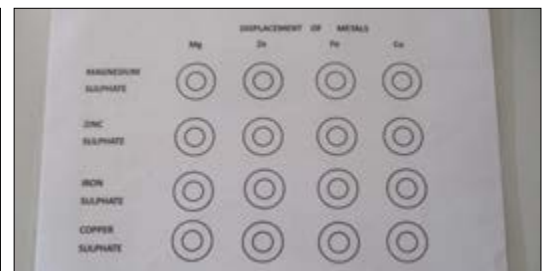 DISPLACEMENT OF METALS
Mg Zn Fe Cu
MAGNESIUM
SULPHATE
ZINC
SULPHATE
IRON
SULPHATE
COPPER
SULPHATE